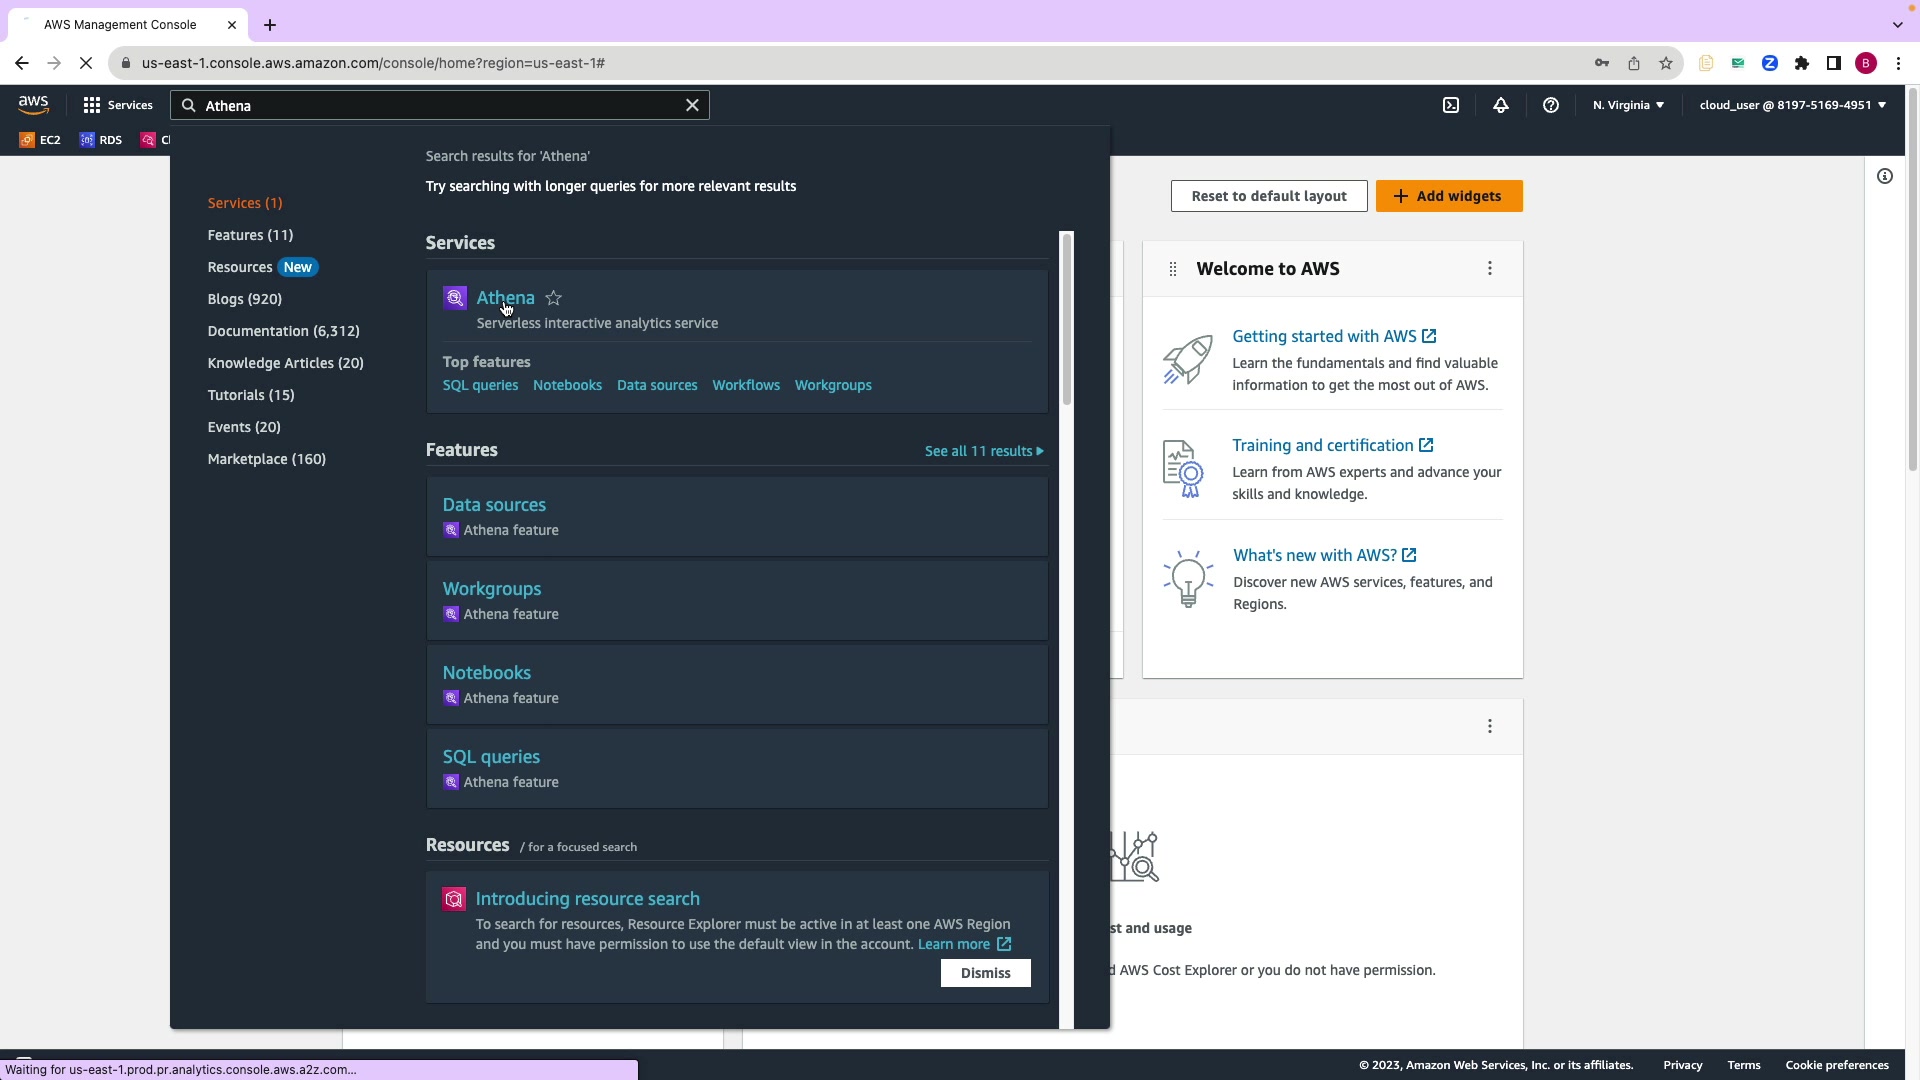 AWS Management Console
us-east-1.console.aws.amazon.com/console/home?region=us-east-1#
B
aws
Services
Athena
N. Virginia
cloud_user @ 8197-5169-4951
EC2
RDS
Search results for 'Athena'
Try searching with longer queries for more relevant results
Services (1)
Features (11)
Resources New
Blogs (920)
Documentation (6,312)
Knowledge Articles (20)
Tutorials (15)
Events (20)
Marketplace (160)
Services
Athena
Serverless interactive analytics service
Top features
SQL queries Notebooks Data sources Workflows Workgroups
Features
See all 11 results
Data sources
Athena feature
Workgroups
Athena feature
Notebooks
Athena feature
SQL queries
Athena feature
Resources / for a focused search
Introducing resource search
To search for resources, Resource Explorer must be active in at least one AWS Region
and you must have permission to use the default view in the account. Learn more
Dismiss
Reset to default layout
+ Add widgets
Welcome to AWS
Getting started with AWS
Learn the fundamentals and find valuable
information to get the most out of AWS.
Training and certification
Learn from AWS experts and advance your
skills and knowledge.
What's new with AWS?
Discover new AWS services, features, and
Regions.
st and usage
AWS Cost Explorer or you do not have permission.
Waiting for us-east-1.prod.pr.analytics.console.aws.a2z.com...
© 2023, Amazon Web Services, Inc. or its affiliates.
Privacy
Terms
Cookie preferences